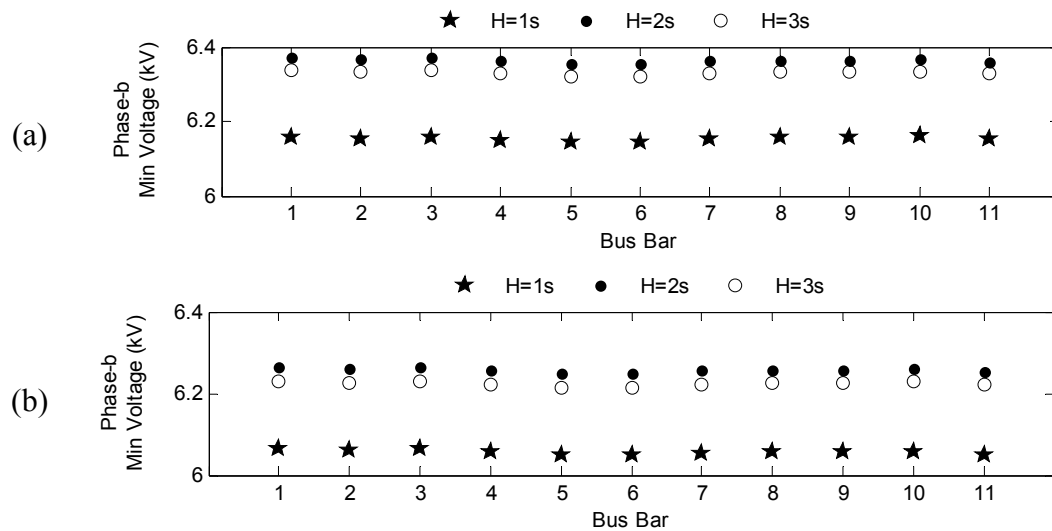 ★ H=1s ● H=2s ○ H=3s
(a)
Phase-b
Min Voltage (kV)
6.4
6.2
6
1 2 3 4 5 6 7 8 9 10 11
Bus Bar
★ H=1s ● H=2s ○ H=3s
(b)
Phase-b
Min Voltage (kV)
6.4
6.2
6
1 2 3 4 5 6 7 8 9 10 11
Bus Bar